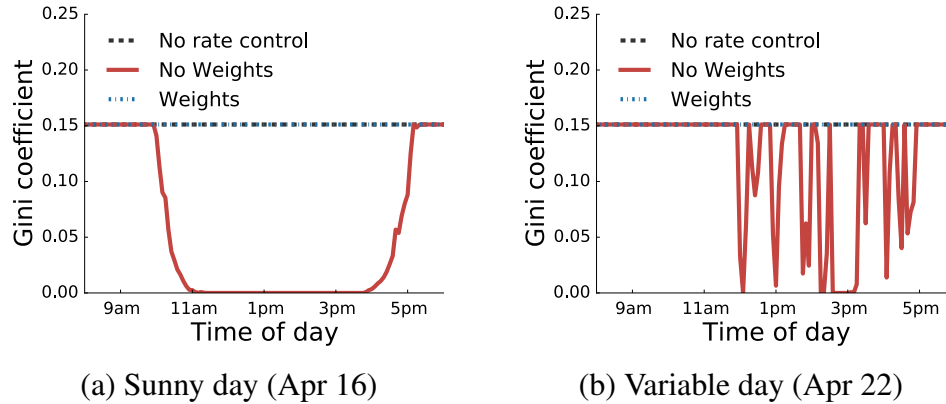 0.25
0.20
0.15
0.10
0.05
0.00
Gini coefficient
No rate control
No Weights
Weights
9am 11am 1pm 3pm 5pm
Time of day
(a) Sunny day (Apr 16)
0.25
0.20
0.15
0.10
0.05
0.00
Gini coefficient
No rate control
No Weights
Weights
9am 11am 1pm 3pm 5pm
Time of day
(b) Variable day (Apr 22)